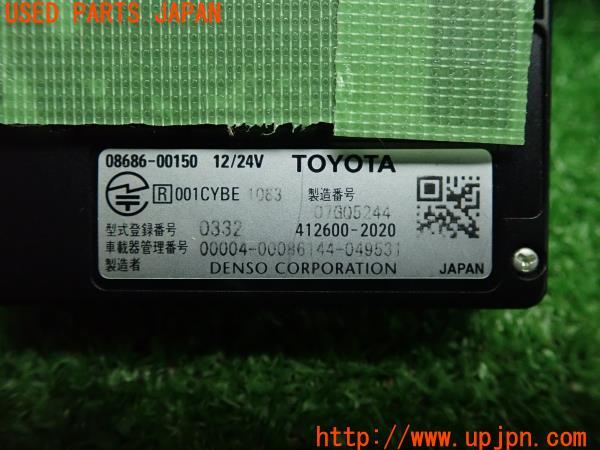 USED PARTS JAPAN
08686-00150 12/24V TOYOTA
R 001CYBE 1083 製造番号
07G05244
型式登録番号 0332 412600-2020
車載器管理番号 00004-00086144-049531
製造者 DENSO CORPORATION JAPAN
http://www.upjpn.com/